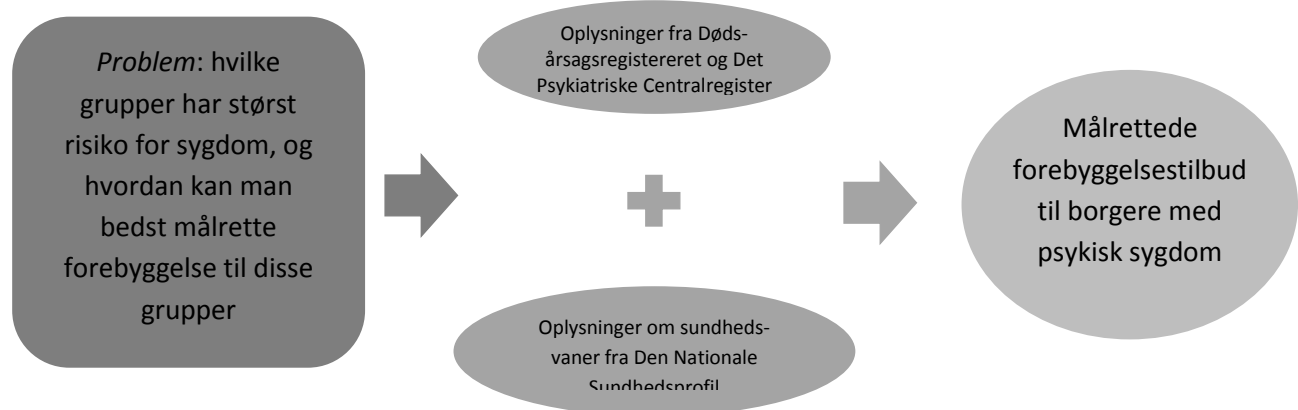 Problem: hvilke
grupper har størst
risiko for sygdom, og
hvordan kan man
bedst målrette
forebyggelse til disse
grupper
Oplysninger fra Døds-
årsagsregistereret og Det
Psykiatriske Centralregister
Oplysninger om sundheds-
vaner fra Den Nationale
Sundhedsprofil
Målrettede
forebyggelsestilbud
til borgere med
psykisk sygdom